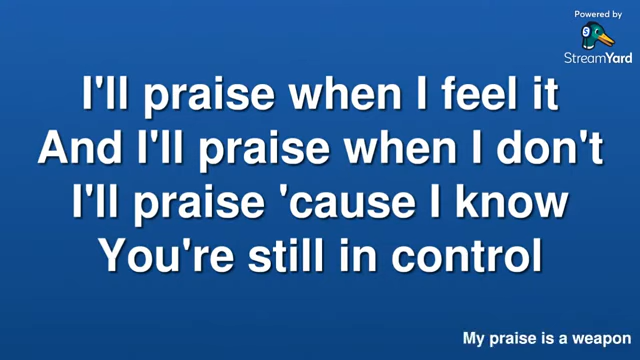 Powered by
StreamYard
I'll praise when I feel it
And I'll praise when I don't
I'll praise 'cause I know
You're still in control
My praise is a weapon